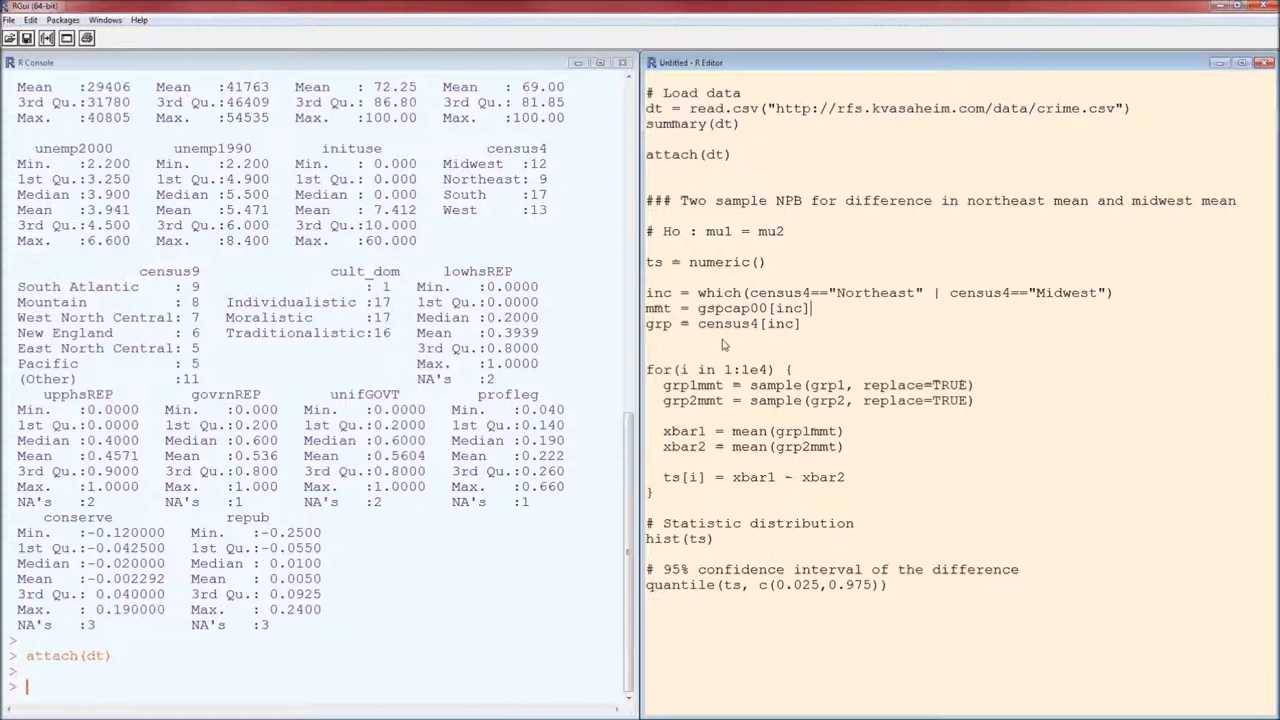 RGui (64-bit)
File Edit Packages Windows Help
R Console
Mean :29406 Mean :41763 Mean : 72.25 Mean : 69.00
3rd Qu.:31780 3rd Qu.:46409 3rd Qu.: 86.80 3rd Qu.: 81.85
Max. :40805 Max. :54535 Max. :100.00 Max. :100.00
unemp2000 unemp1990 inituse census4
Min. :2.200 Min. :2.200 Min. : 0.000 Midwest :12
1st Qu.:3.250 1st Qu.:4.900 1st Qu.: 0.000 Northeast: 9
Median :3.900 Median :5.500 Median : 0.000 South :17
Mean :3.941 Mean :5.471 Mean : 7.412 West :13
3rd Qu.:4.500 3rd Qu.:6.000 3rd Qu.:10.000
Max. :6.600 Max. :8.400 Max. :60.000
census9 cult_dom lowhsREP
South Atlantic : 9 : 1 Min. :0.0000
Mountain : 8 Individualistic :17 1st Qu.:0.0000
West North Central: 7 Moralistic :17 Median :0.2000
New England : 6 Traditionalistic:16 Mean :0.3939
East North Central: 5 3rd Qu.:0.8000
Pacific : 5 Max. :1.0000
(Other) :11 NA's :2
upphsREP govrnREP unifGOVT profleg
Min. :0.0000 Min. :0.000 Min. :0.0000 Min. :0.040
1st Qu.:0.0000 1st Qu.:0.200 1st Qu.:0.2000 1st Qu.:0.140
Median :0.4000 Median :0.600 Median :0.6000 Median :0.190
Mean :0.4571 Mean :0.536 Mean :0.5604 Mean :0.222
3rd Qu.:0.9000 3rd Qu.:0.800 3rd Qu.:0.8000 3rd Qu.:0.260
Max. :1.0000 Max. :1.000 Max. :1.0000 Max. :0.660
NA's :2 NA's :1 NA's :2 NA's :1
conserve repub
Min. :-0.120000 Min. :-0.2500
1st Qu.:-0.042500 1st Qu.:-0.0550
Median :-0.020000 Median : 0.0100
Mean :-0.002292 Mean : 0.0050
3rd Qu.: 0.040000 3rd Qu.: 0.0925
Max. : 0.190000 Max. : 0.2400
NA's :3 NA's :3
>
> attach(dt)
>
>
Untitled - R Editor
# Load data
dt = read.csv("http://rfs.kvasaheim.com/data/crime.csv")
summary(dt)
attach(dt)
### Two sample NPB for difference in northeast mean and midwest mean
# Ho : mu1 = mu2
ts = numeric()
inc = which(census4=="Northeast" | census4=="Midwest")
mmt = gspcap00[inc]
grp = census4[inc]
for(i in 1:1e4) {
grp1mmt = sample(grp1, replace=TRUE)
grp2mmt = sample(grp2, replace=TRUE)
xbar1 = mean(grp1mmt)
xbar2 = mean(grp2mmt)
ts[i] = xbar1 - xbar2
}
# Statistic distribution
hist(ts)
# 95% confidence interval of the difference
quantile(ts, c(0.025,0.975))